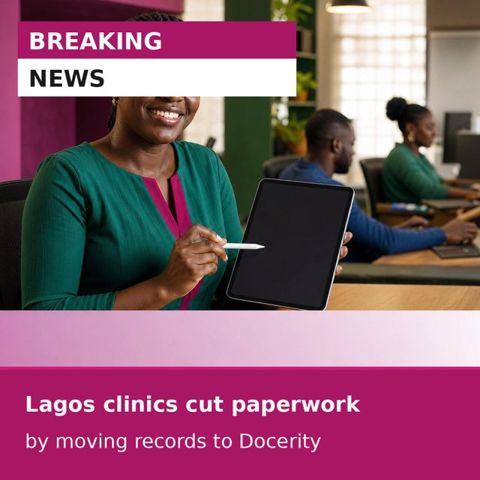 BREAKING
NEWS
Lagos clinics cut paperwork
by moving records to Docerity